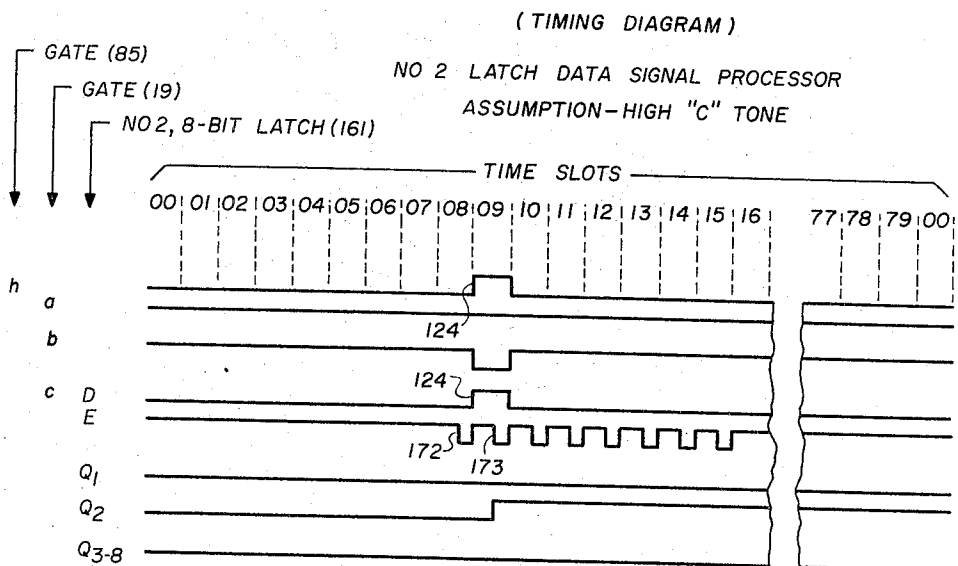 (TIMING DIAGRAM)
NO 2 LATCH DATA SIGNAL PROCESSOR
ASSUMPTION-HIGH "C" TONE
GATE (85)
GATE (19)
NO 2, 8-BIT LATCH (161)
TIME SLOTS
00 01 02 03 04 05 06 07 08 09 10 11 12 13 14 15 16 77 78 79 00
h
a
124
b
124
c D
E
172 173
Q1
Q2
Q3-8